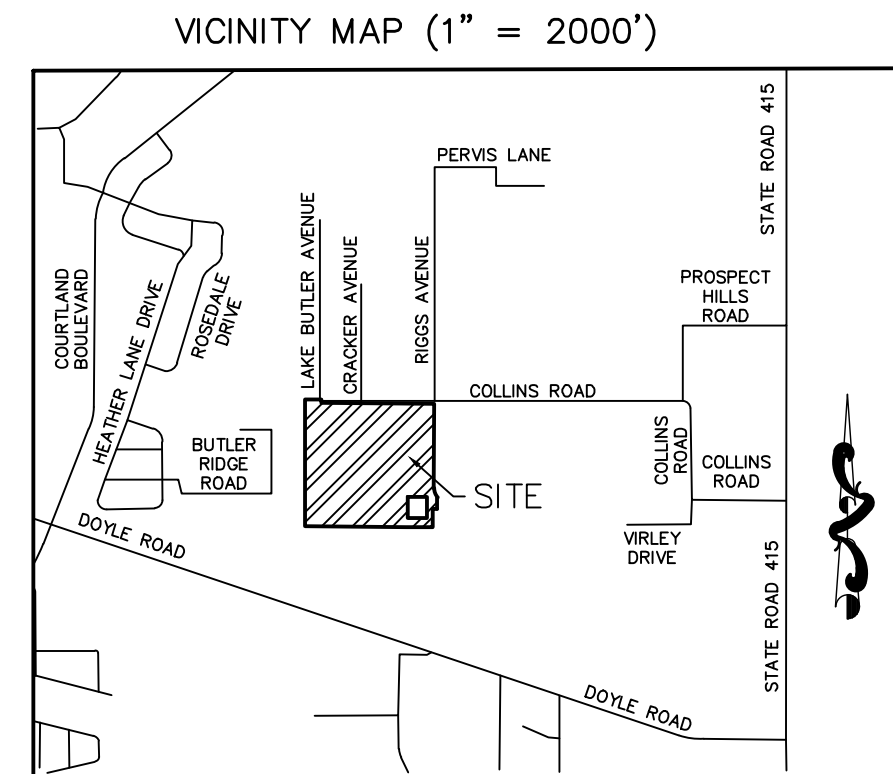 VICINITY MAP (1" = 2000')
PERVIS LANE
STATE ROAD 415
LAKE BUTLER AVENUE
CRACKER AVENUE
RIGGS AVENUE
COURTLAND
BOULEVARD
HEATHER LANE DRIVE
ROSEDALE
DRIVE
PROSPECT
HILLS
ROAD
COLLINS ROAD
COLLINS
ROAD
COLLINS
ROAD
BUTLER
RIDGE
ROAD
SITE
DOYLE ROAD
VIRLEY
DRIVE
STATE ROAD 415
DOYLE ROAD